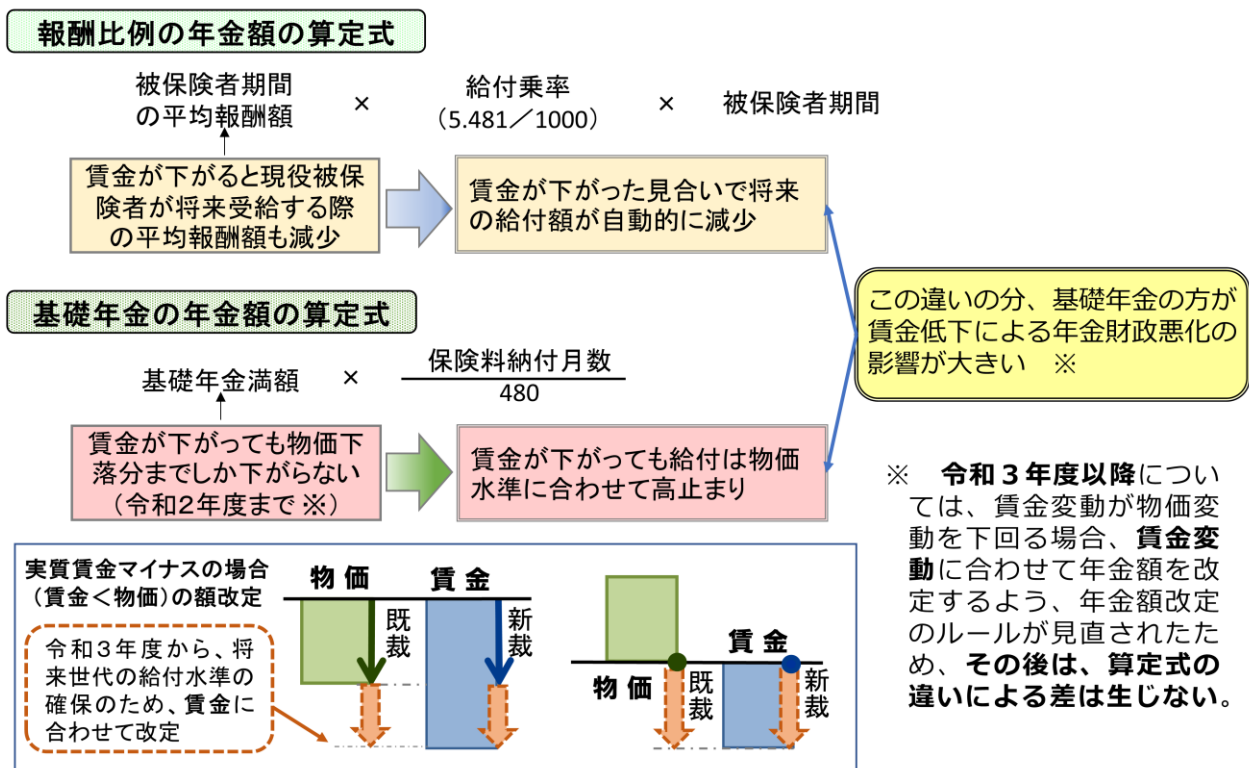 報酬比例の年金額の算定式
被保険者期間
の平均報酬額
×
給付乗率
（5.481／1000）
×
被保険者期間
賃金が下がると現役被保
険者が将来受給する際
の平均報酬額も減少
賃金が下がった見合いで将来
の給付額が自動的に減少
基礎年金の年金額の算定式
基礎年金満額
×
保険料納付月数
480
賃金が下がっても物価下
落分までしか下がらない
（令和２年度まで ※）
賃金が下がっても給付は物価
水準に合わせて高止まり
この違いの分、基礎年金の方が
賃金低下による年金財政悪化の
影響が大きい　※
※　令和３年度以降につい
ては、賃金変動が物価変
動を下回る場合、賃金変
動に合わせて年金額を改
定するよう、年金額改定
のルールが見直されたた
め、その後は、算定式の
違いによる差は生じない。
実質賃金マイナスの場合
（賃金＜物価）の額改定
令和３年度から、将
来世代の給付水準の
確保のため、賃金に
合わせて改定
物 価
賃 金
既裁
新裁
物 価
賃 金
既裁
新裁